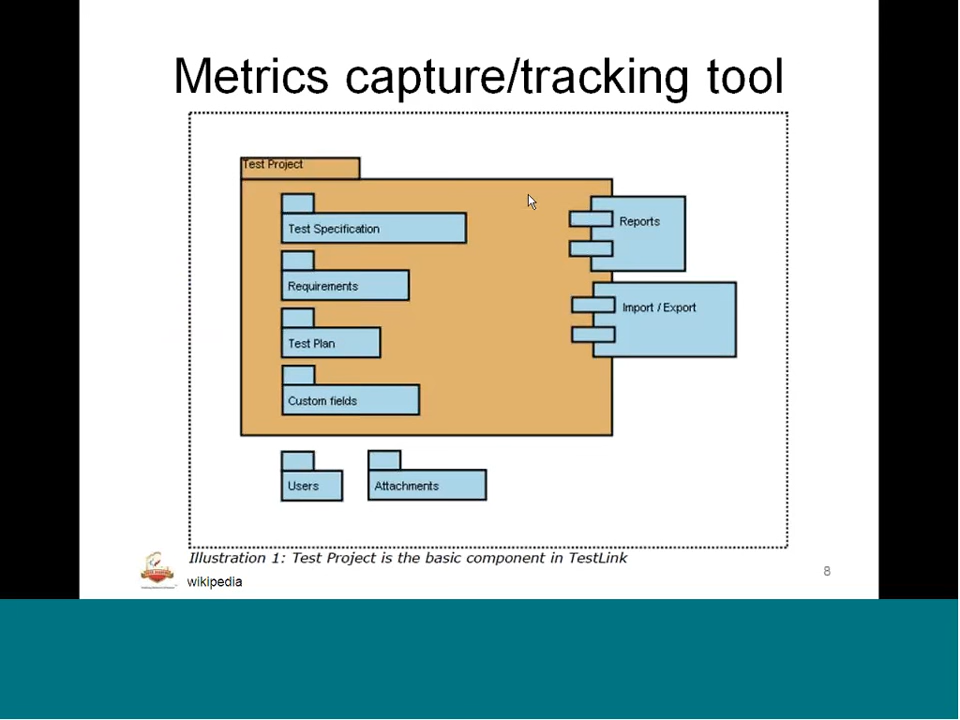 Metrics capture/tracking tool
Test Project
Test Specification
Reports
Requirements
Import / Export
Test Plan
Custom fields
Users
Attachments
Illustration 1: Test Project is the basic component in TestLink
wikipedia
8